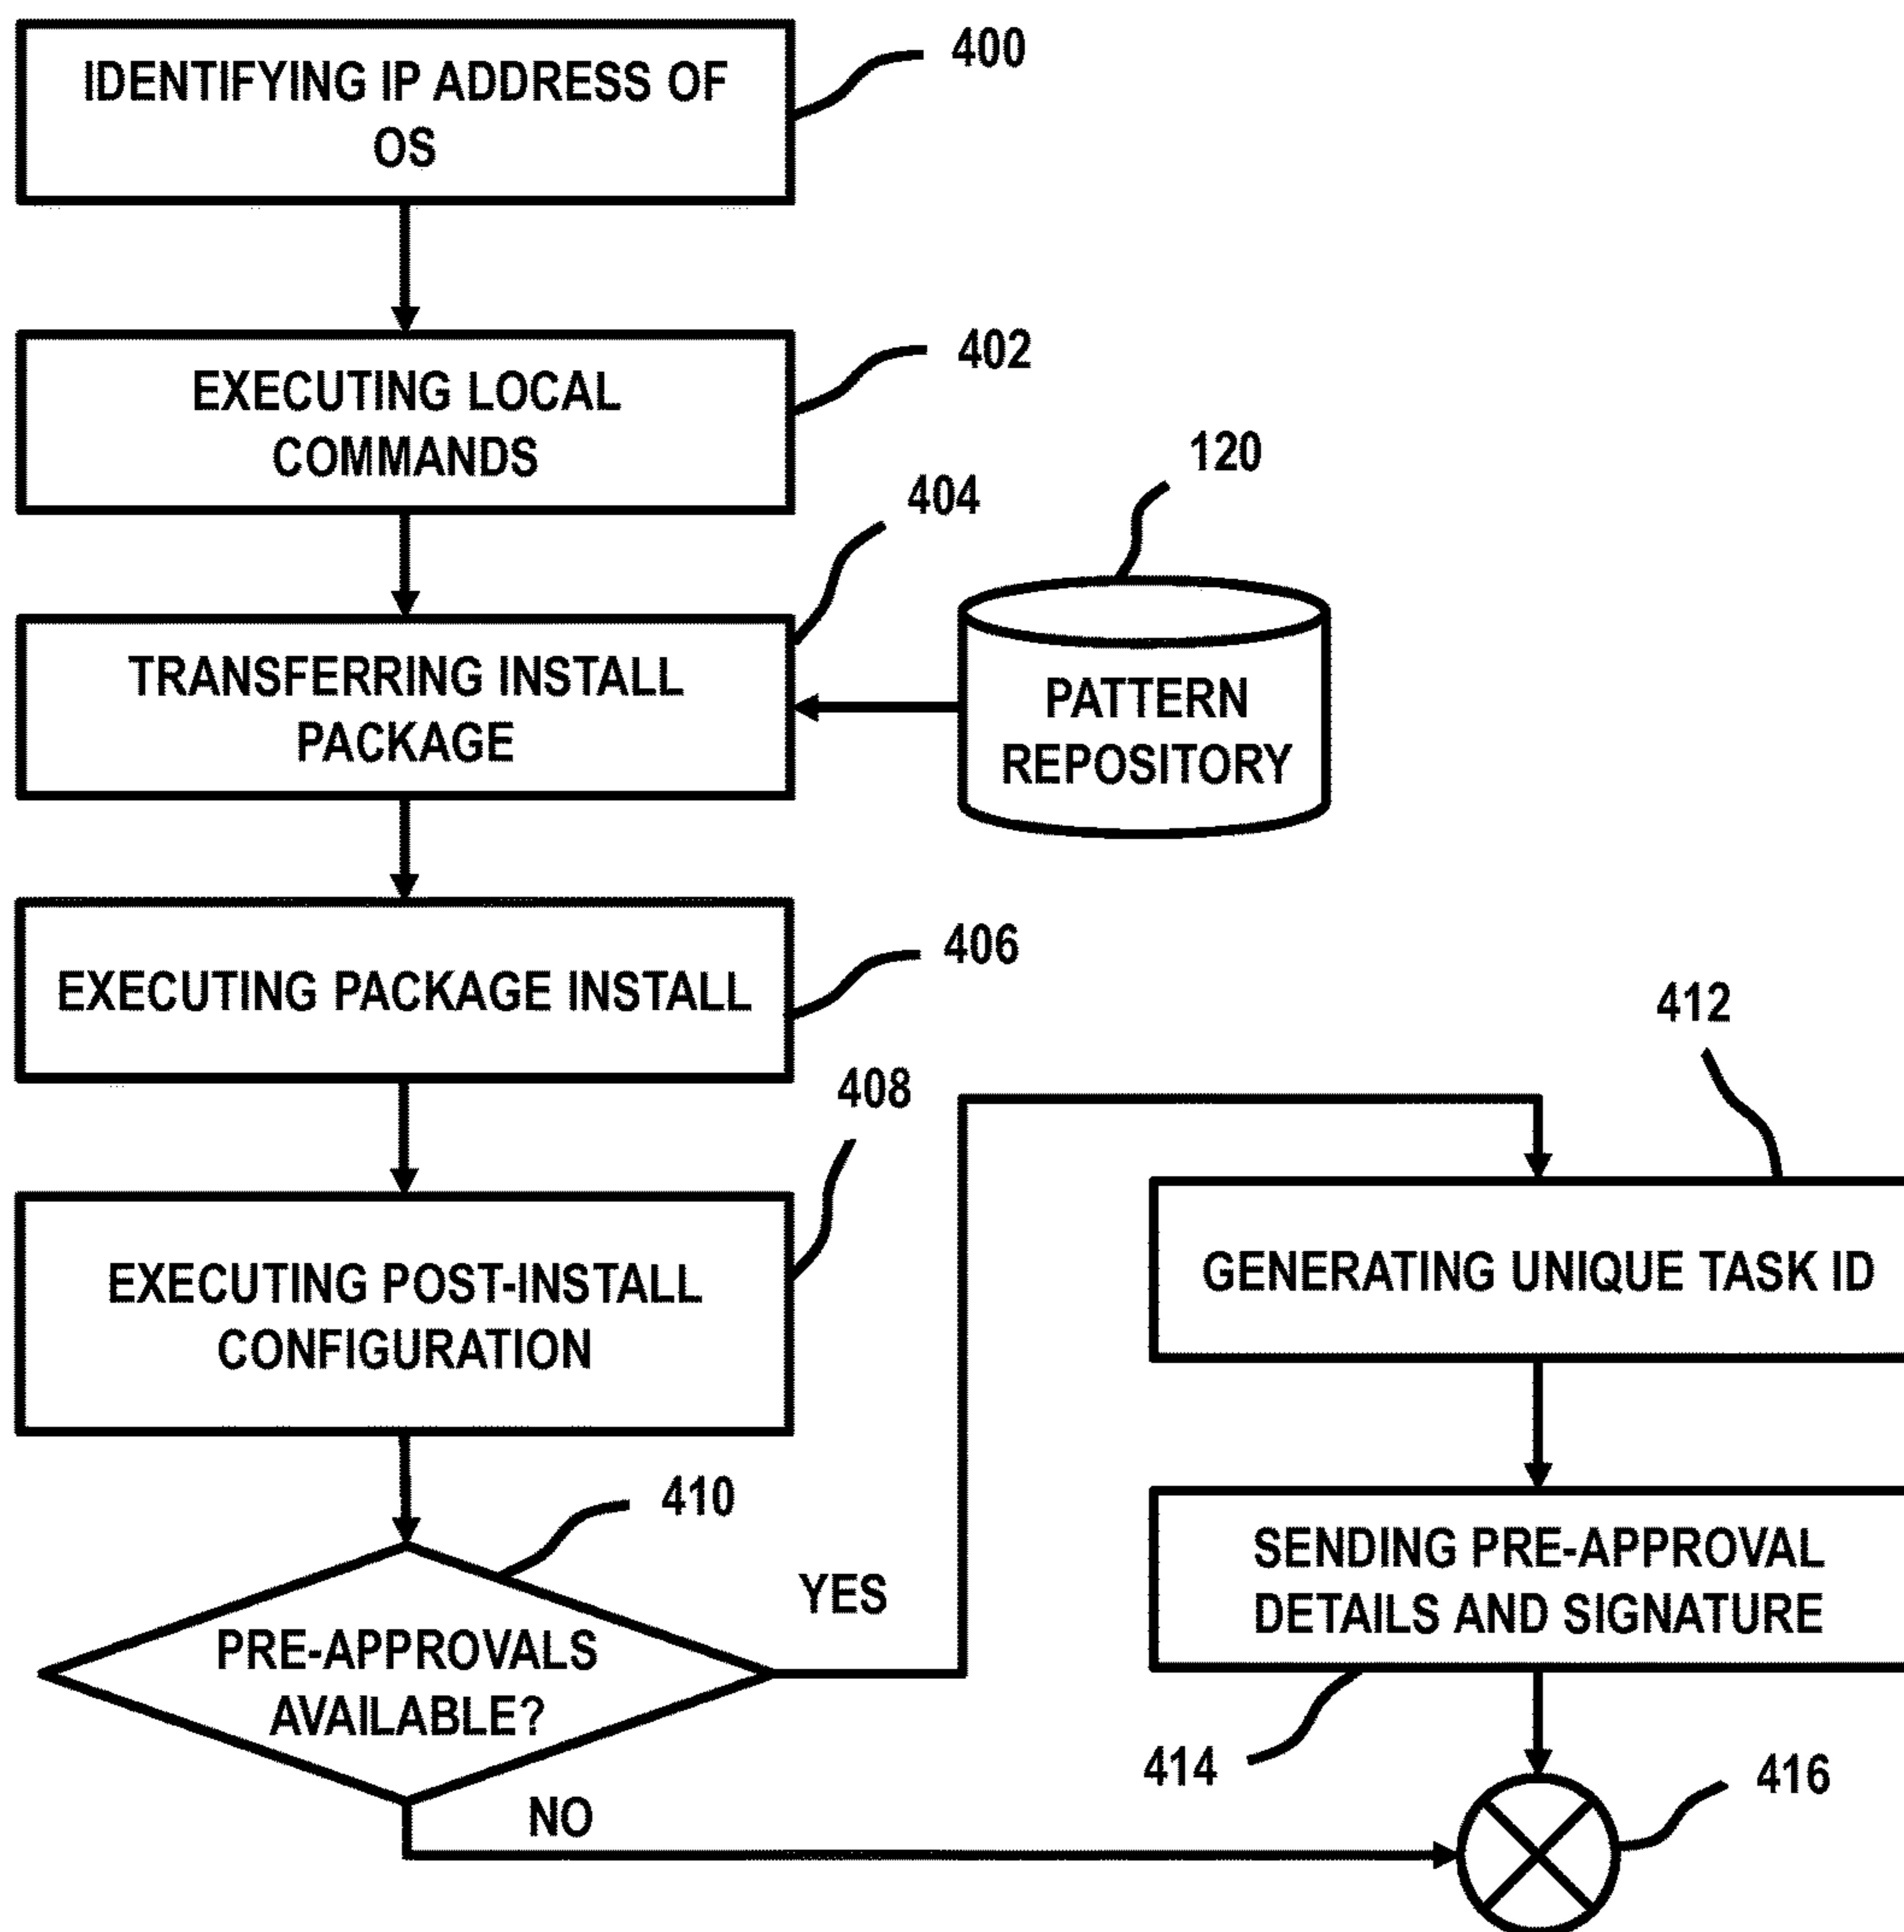 IDENTIFYING IP ADDRESS OF
OS
400
EXECUTING LOCAL
COMMANDS
402
TRANSFERRING INSTALL
PACKAGE
404
PATTERN
REPOSITORY
120
EXECUTING PACKAGE INSTALL
406
EXECUTING POST-INSTALL
CONFIGURATION
408
PRE-APPROVALS
AVAILABLE?
410
YES
NO
GENERATING UNIQUE TASK ID
412
SENDING PRE-APPROVAL
DETAILS AND SIGNATURE
414
416